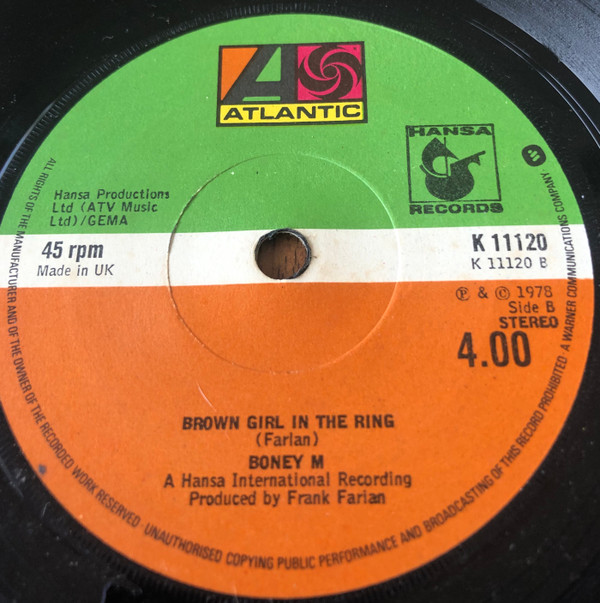 ATLANTIC
HANSA
RECORDS
Hansa Productions
Ltd (ATV Music
Ltd)/GEMA
45 rpm
Made in UK
K 11120
K 11120 B
℗ & © 1978
Side B
STEREO
4.00
BROWN GIRL IN THE RING
(Farian)
BONEY M
A Hansa International Recording
Produced by Frank Farian
ALL RIGHTS OF THE MANUFACTURER AND OF THE OWNER OF THE RECORDED WORK RESERVED · UNAUTHORISED COPYING PUBLIC PERFORMANCE AND BROADCASTING OF THIS RECORD PROHIBITED · A WARNER COMMUNICATIONS COMPANY ·